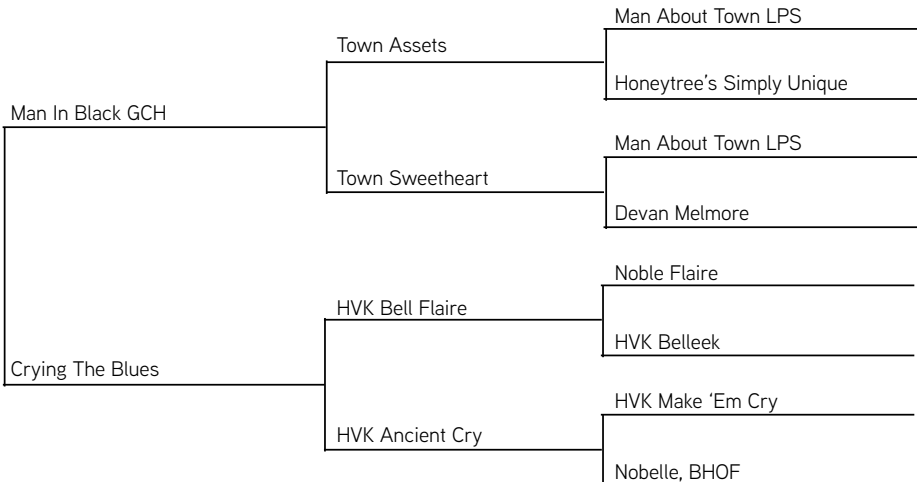 Man About Town LPS
Town Assets
Honeytree's Simply Unique
Man In Black GCH
Man About Town LPS
Town Sweetheart
Devan Melmore
Noble Flaire
HVK Bell Flaire
HVK Belleek
Crying The Blues
HVK Make ‘Em Cry
HVK Ancient Cry
Nobelle, BHOF